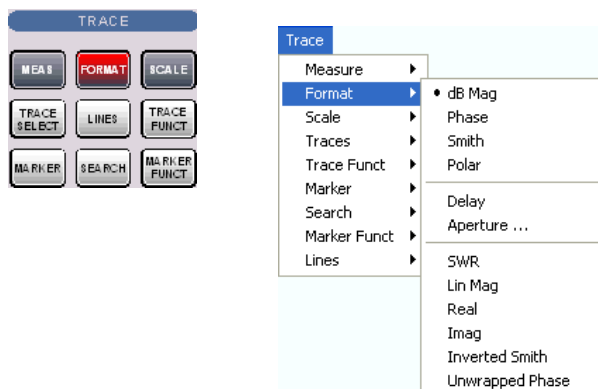 TRACE
MEAS FORMAT SCALE
TRACE SELECT LINES TRACE FUNCT
MARKER SEARCH MARKER FUNCT
Trace
Measure
Format
Scale
Traces
Trace Funct
Marker
Search
Marker Funct
Lines
dB Mag
Phase
Smith
Polar
Delay
Aperture ...
SWR
Lin Mag
Real
Imag
Inverted Smith
Unwrapped Phase